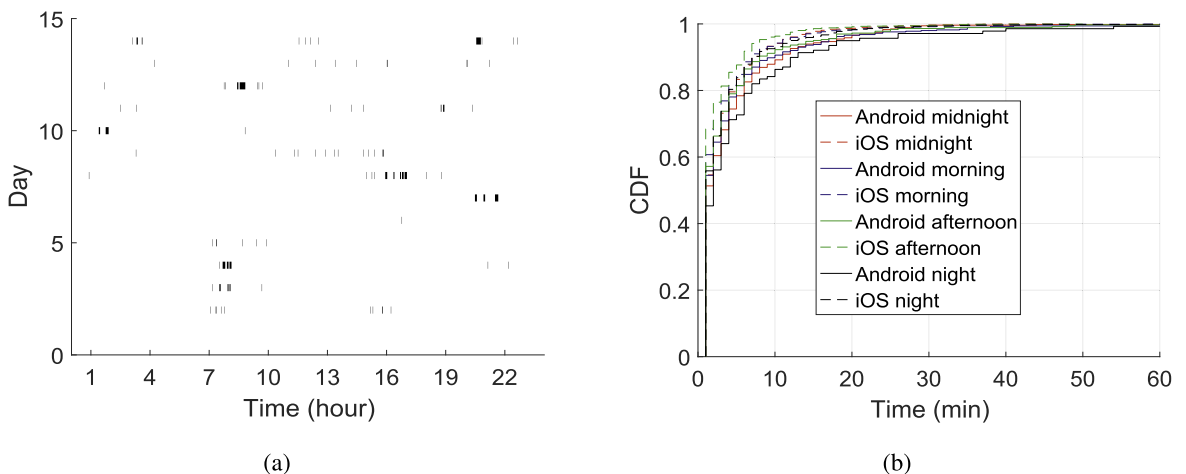 15
10
5
0
Day
1 4 7 10 13 16 19 22
Time (hour)
(a)
1
0.8
0.6
0.4
0.2
0
CDF
Android midnight
iOS midnight
Android morning
iOS morning
Android afternoon
iOS afternoon
Android night
iOS night
0 10 20 30 40 50 60
Time (min)
(b)